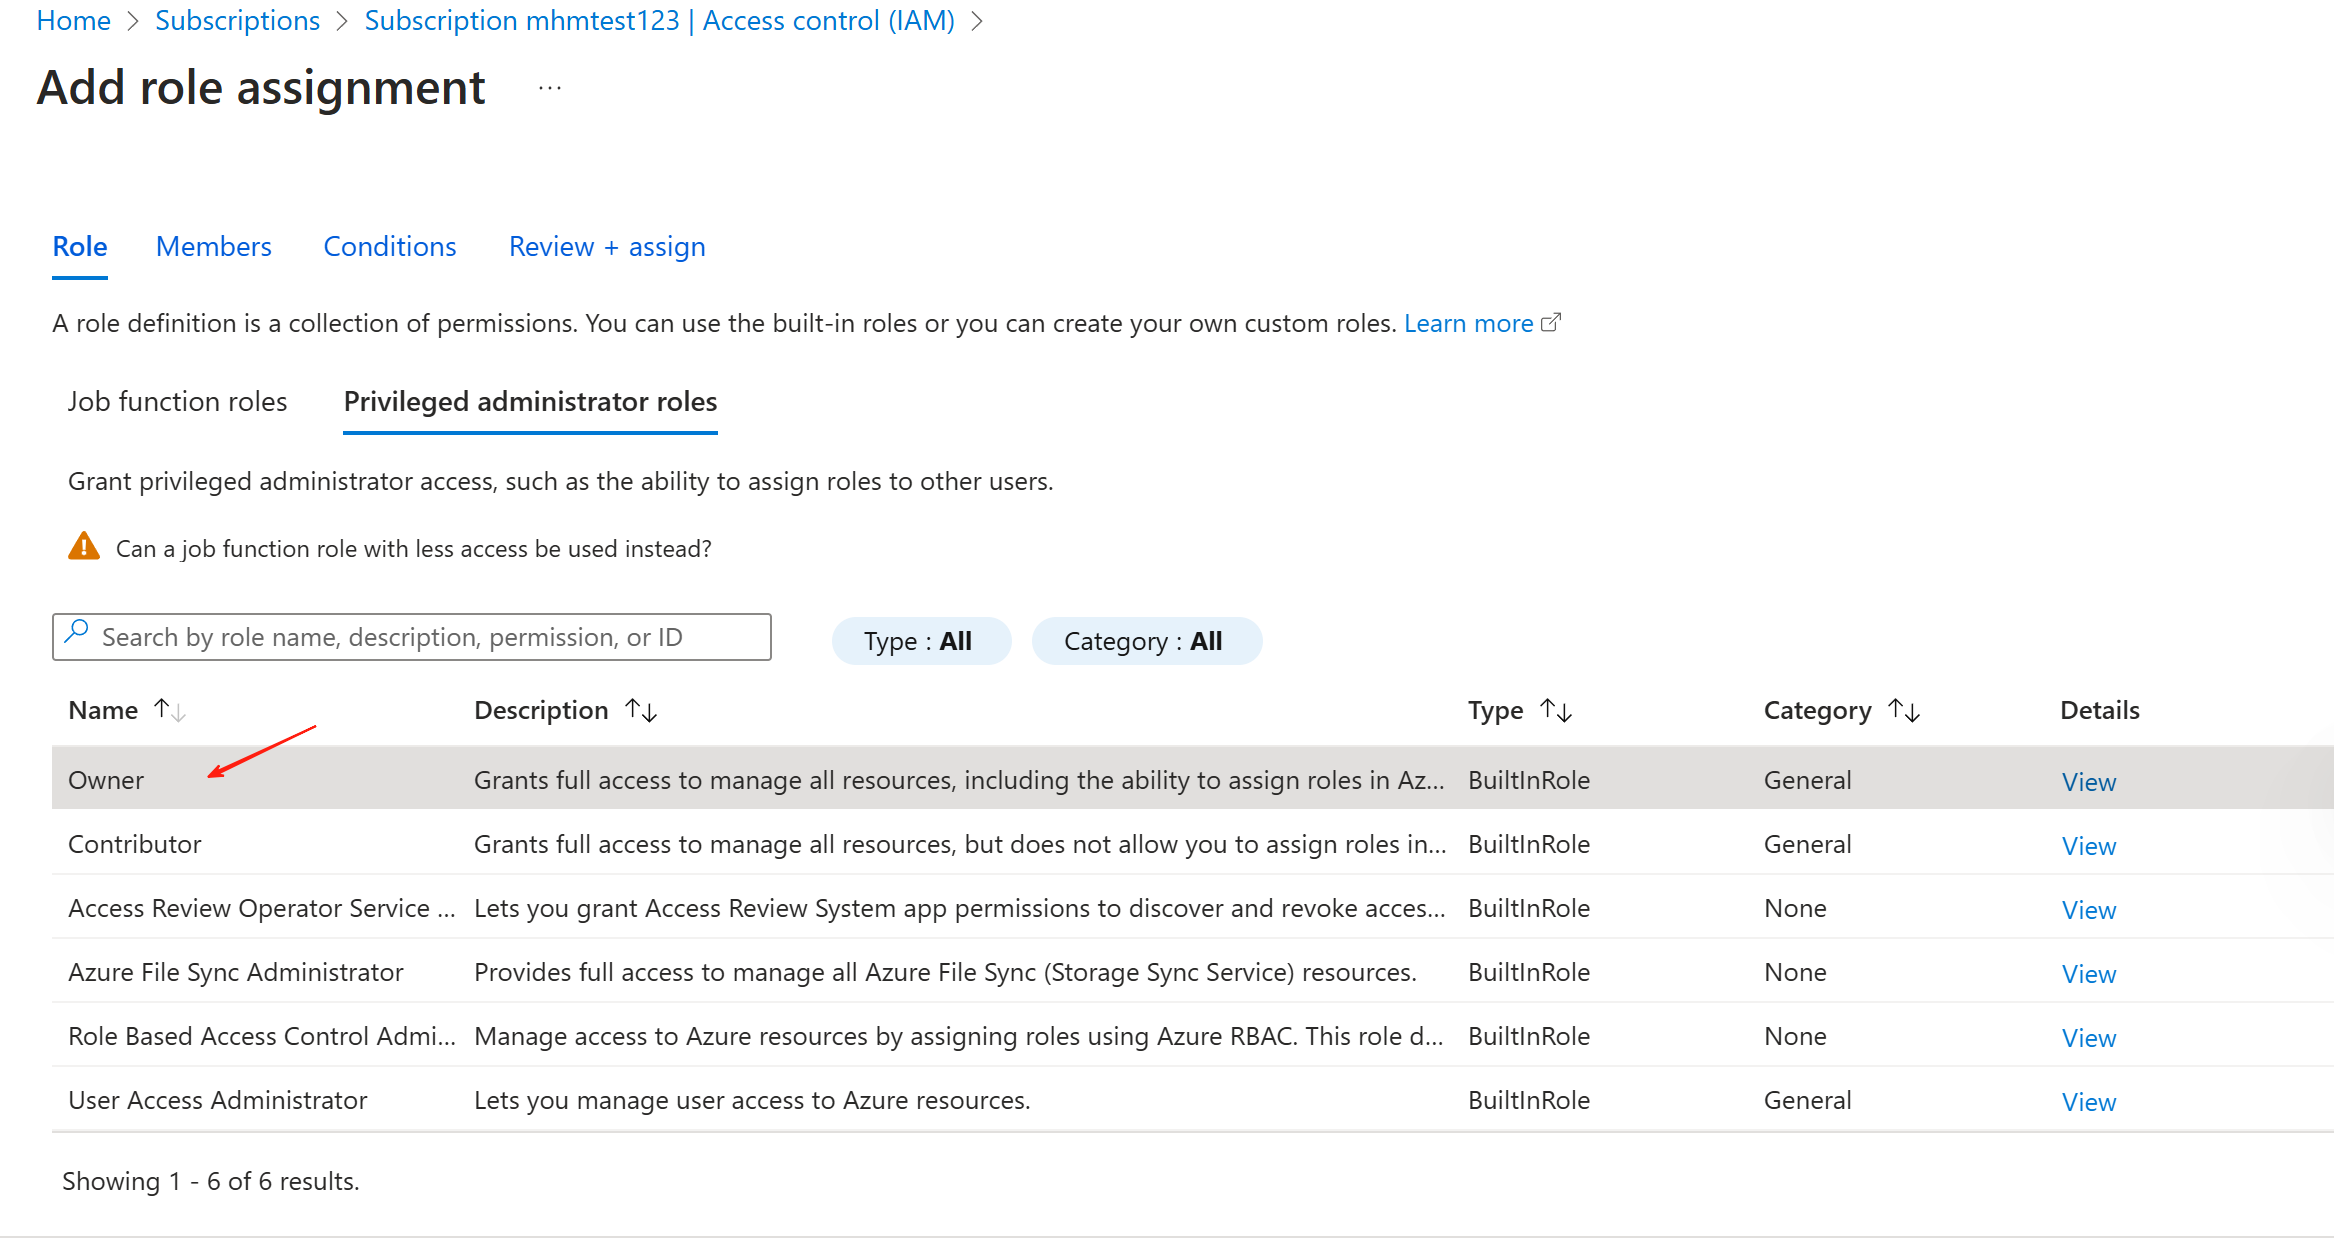 Home > Subscriptions > Subscription mhmtest123 | Access control (IAM) >
Add role assignment ...
Role Members Conditions Review + assign
A role definition is a collection of permissions. You can use the built-in roles or you can create your own custom roles. Learn more
Job function roles Privileged administrator roles
Grant privileged administrator access, such as the ability to assign roles to other users.
Can a job function role with less access be used instead?
Search by role name, description, permission, or ID Type : All Category : All
Name ↑↓ Description ↑↓ Type ↑↓ Category ↑↓ Details
Owner Grants full access to manage all resources, including the ability to assign roles in Az... BuiltInRole General View
Contributor Grants full access to manage all resources, but does not allow you to assign roles in... BuiltInRole General View
Access Review Operator Service ... Lets you grant Access Review System app permissions to discover and revoke acces... BuiltInRole None View
Azure File Sync Administrator Provides full access to manage all Azure File Sync (Storage Sync Service) resources. BuiltInRole None View
Role Based Access Control Admi... Manage access to Azure resources by assigning roles using Azure RBAC. This role d... BuiltInRole None View
User Access Administrator Lets you manage user access to Azure resources. BuiltInRole General View
Showing 1 - 6 of 6 results.